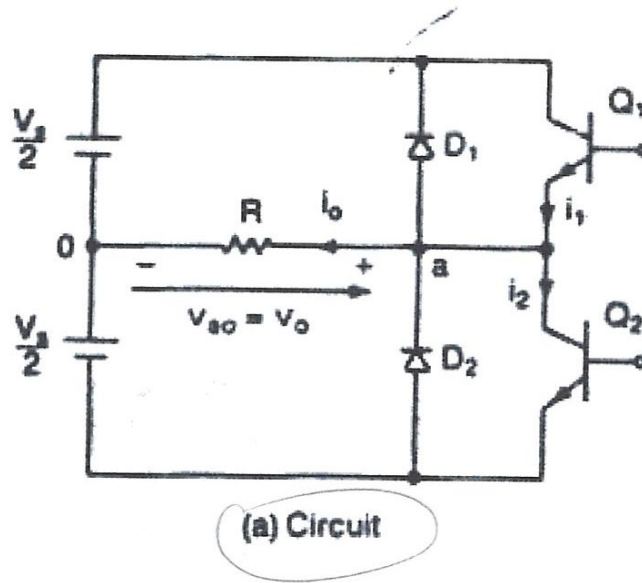 Vs/2
D1
Q1
R
io
i1
0
-
+
a
i2
vao = vo
Vs/2
D2
Q2
(a) Circuit